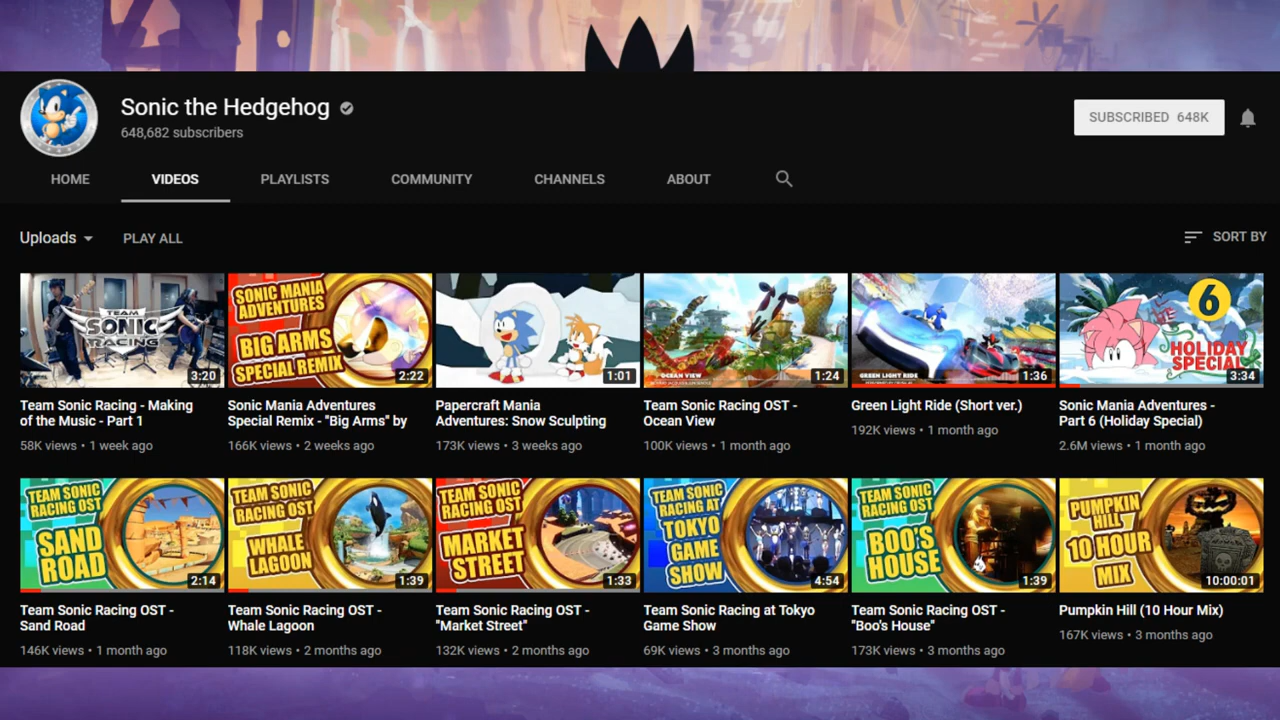 Sonic the Hedgehog
648,682 subscribers
SUBSCRIBED 648K
HOME
VIDEOS
PLAYLISTS
COMMUNITY
CHANNELS
ABOUT
Uploads
PLAY ALL
SORT BY
TEAM
SONIC
RACING
3:20
SONIC MANIA
ADVENTURES
BIG ARMS
SPECIAL REMIX
2:22
1:01
OCEAN VIEW
1:24
GREEN LIGHT RIDE
1:36
6
HOLIDAY
SPECIAL
3:34
Team Sonic Racing - Making
of the Music - Part 1
58K views • 1 week ago
Sonic Mania Adventures
Special Remix - "Big Arms" by
166K views • 2 weeks ago
Papercraft Mania
Adventures: Snow Sculpting
173K views • 3 weeks ago
Team Sonic Racing OST -
Ocean View
100K views • 1 month ago
Green Light Ride (Short ver.)
192K views • 1 month ago
Sonic Mania Adventures -
Part 6 (Holiday Special)
2.6M views • 1 month ago
TEAM SONIC
RACING OST
SAND
ROAD
2:14
TEAM SONIC
RACING OST
WHALE
LAGOON
1:39
TEAM SONIC
RACING OST
MARKET
STREET
1:33
TEAM SONIC
RACING AT
TOKYO
GAME
SHOW
4:54
TEAM SONIC
RACING OST
BOO'S
HOUSE
1:39
PUMPKIN
HILL
10 HOUR
MIX
10:00:01
Team Sonic Racing OST -
Sand Road
146K views • 1 month ago
Team Sonic Racing OST -
Whale Lagoon
118K views • 2 months ago
Team Sonic Racing OST -
"Market Street"
132K views • 2 months ago
Team Sonic Racing at Tokyo
Game Show
69K views • 3 months ago
Team Sonic Racing OST -
"Boo's House"
173K views • 3 months ago
Pumpkin Hill (10 Hour Mix)
167K views • 3 months ago